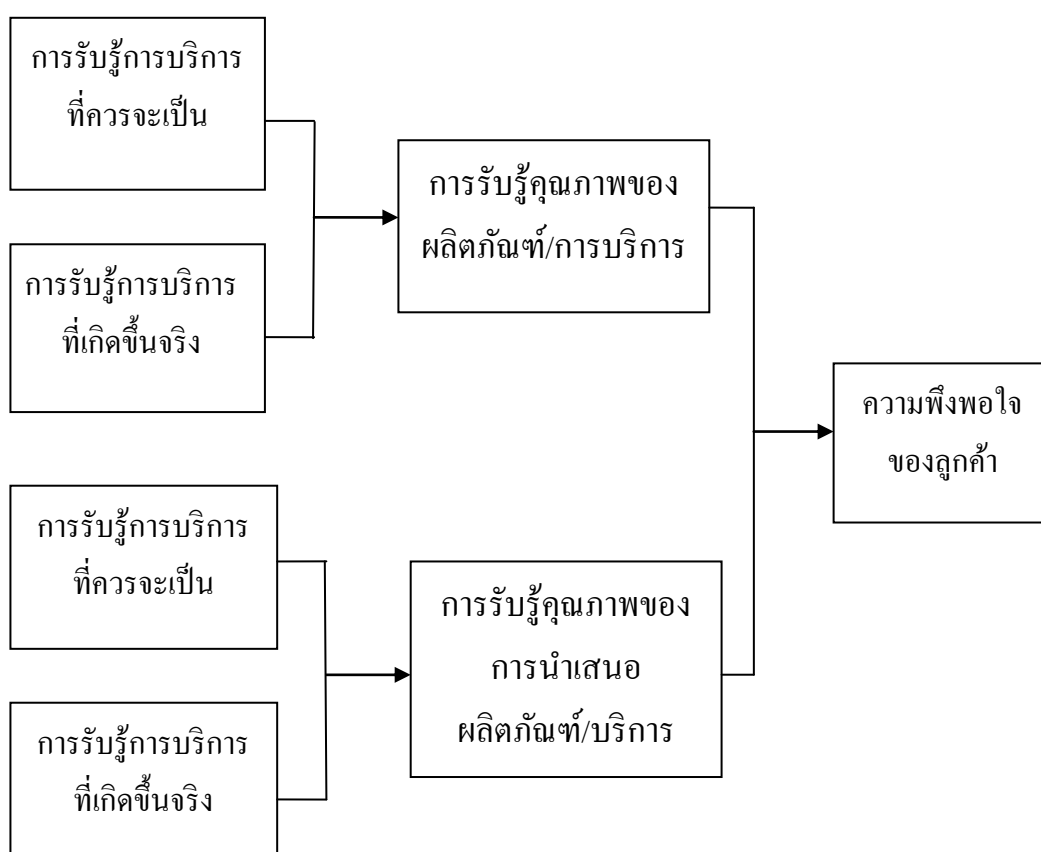 การรับรู้การบริการ
ที่ควรจะเป็น
การรับรู้การบริการ
ที่เกิดขึ้นจริง
การรับรู้คุณภาพของ
ผลิตภัณฑ์/การบริการ
ความพึงพอใจ
ของลูกค้า
การรับรู้การบริการ
ที่ควรจะเป็น
การรับรู้การบริการ
ที่เกิดขึ้นจริง
การรับรู้คุณภาพของ
การนำเสนอ
ผลิตภัณฑ์/บริการ